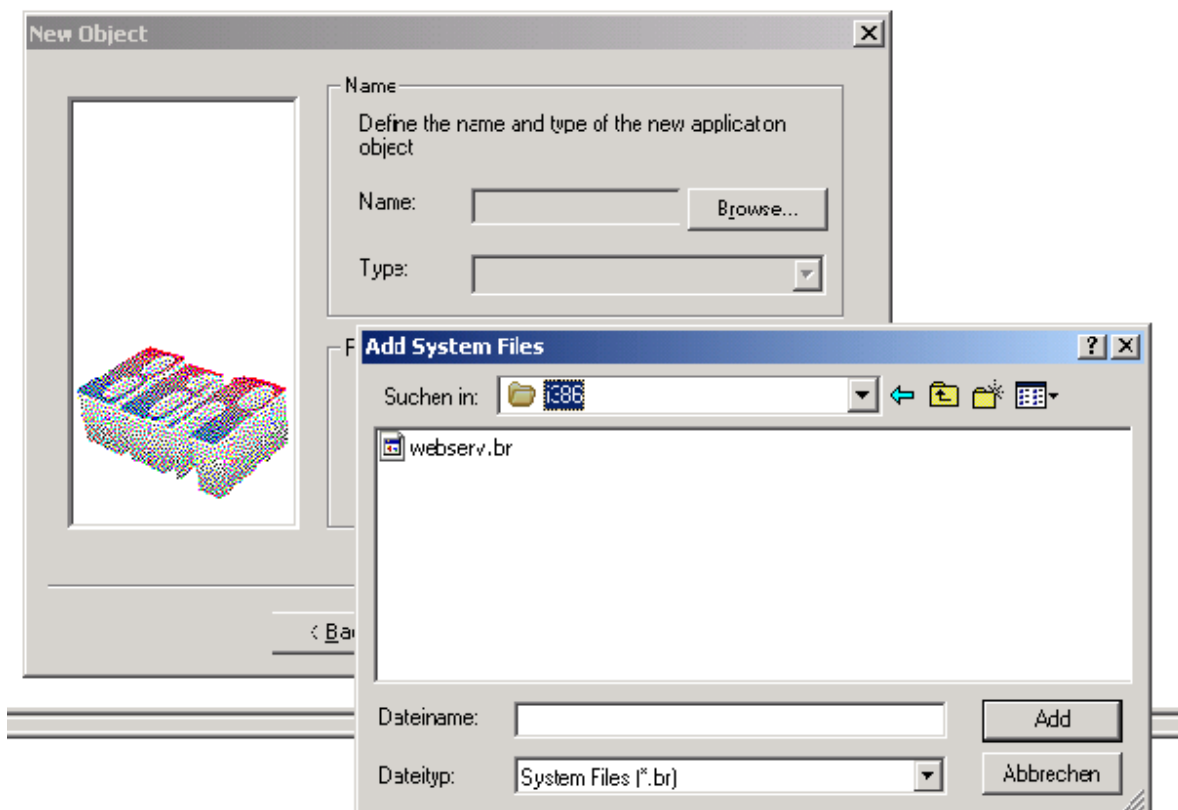 New Object
Name
Define the name and type of the new application
object
Name:
Browse...
Type:
Add System Files
Suchen in:
i386
webserv.br
Dateiname:
Add
Dateityp:
System Files (*.br)
Abbrechen